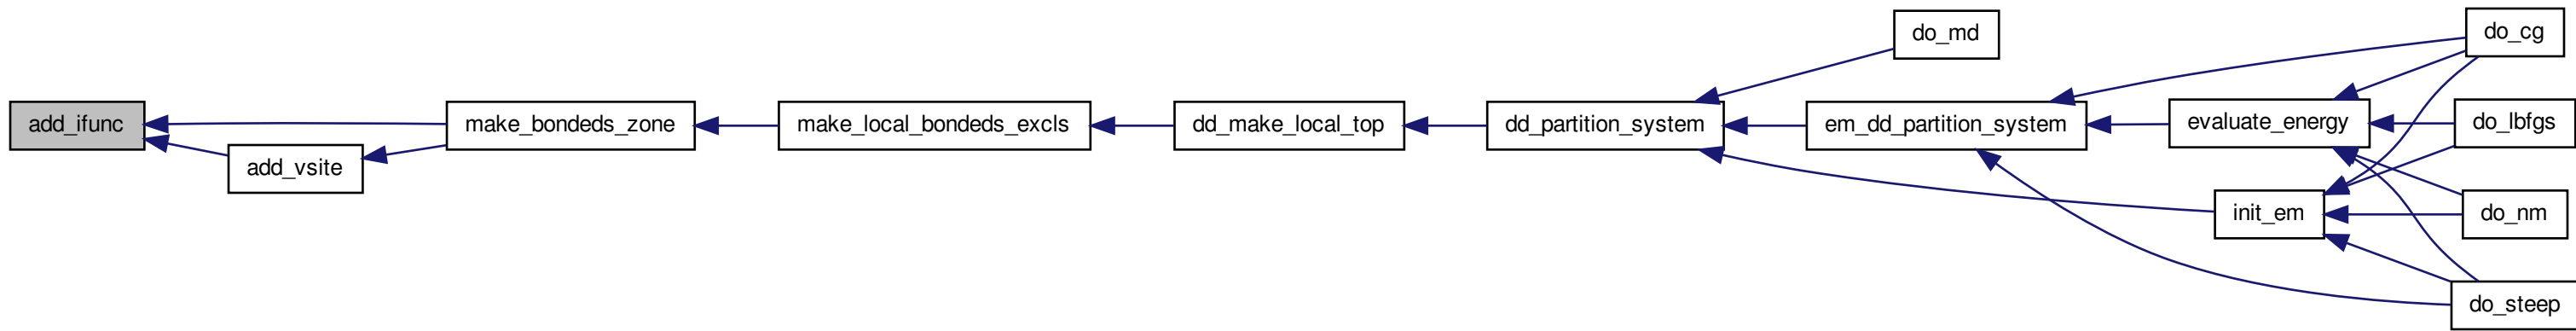 add_ifunc
add_vsite
make_bondeds_zone
make_local_bondeds_excls
dd_make_local_top
dd_partition_system
do_md
em_dd_partition_system
evaluate_energy
init_em
do_cg
do_lbfgs
do_nm
do_steep